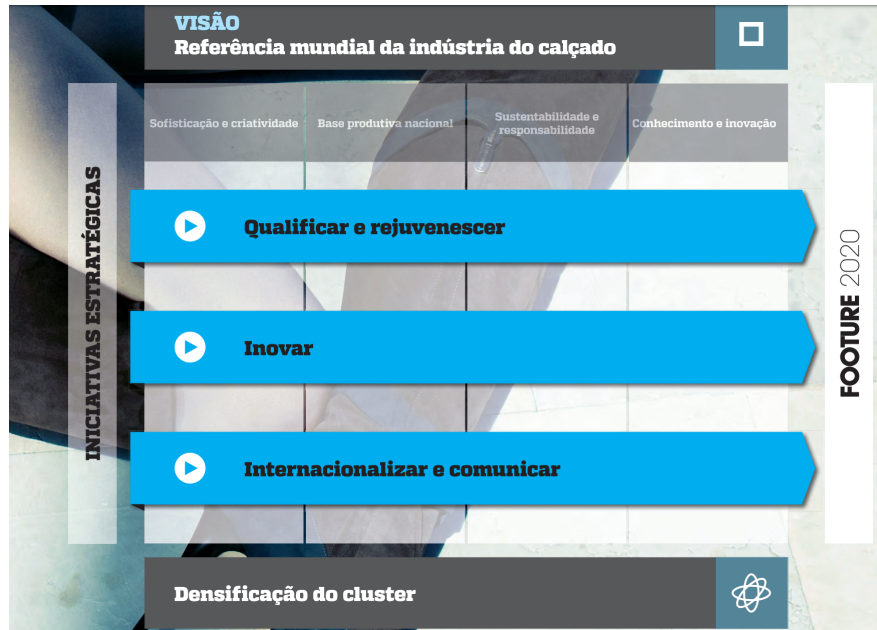 VISÃO
Referência mundial da indústria do calçado
Sofisticação e criatividade
Base produtiva nacional
Sustentabilidade e
responsabilidade
Conhecimento e inovação
INICIATIVAS ESTRATÉGICAS
Qualificar e rejuvenescer
Inovar
Internacionalizar e comunicar
FOOTURE 2020
Densificação do cluster